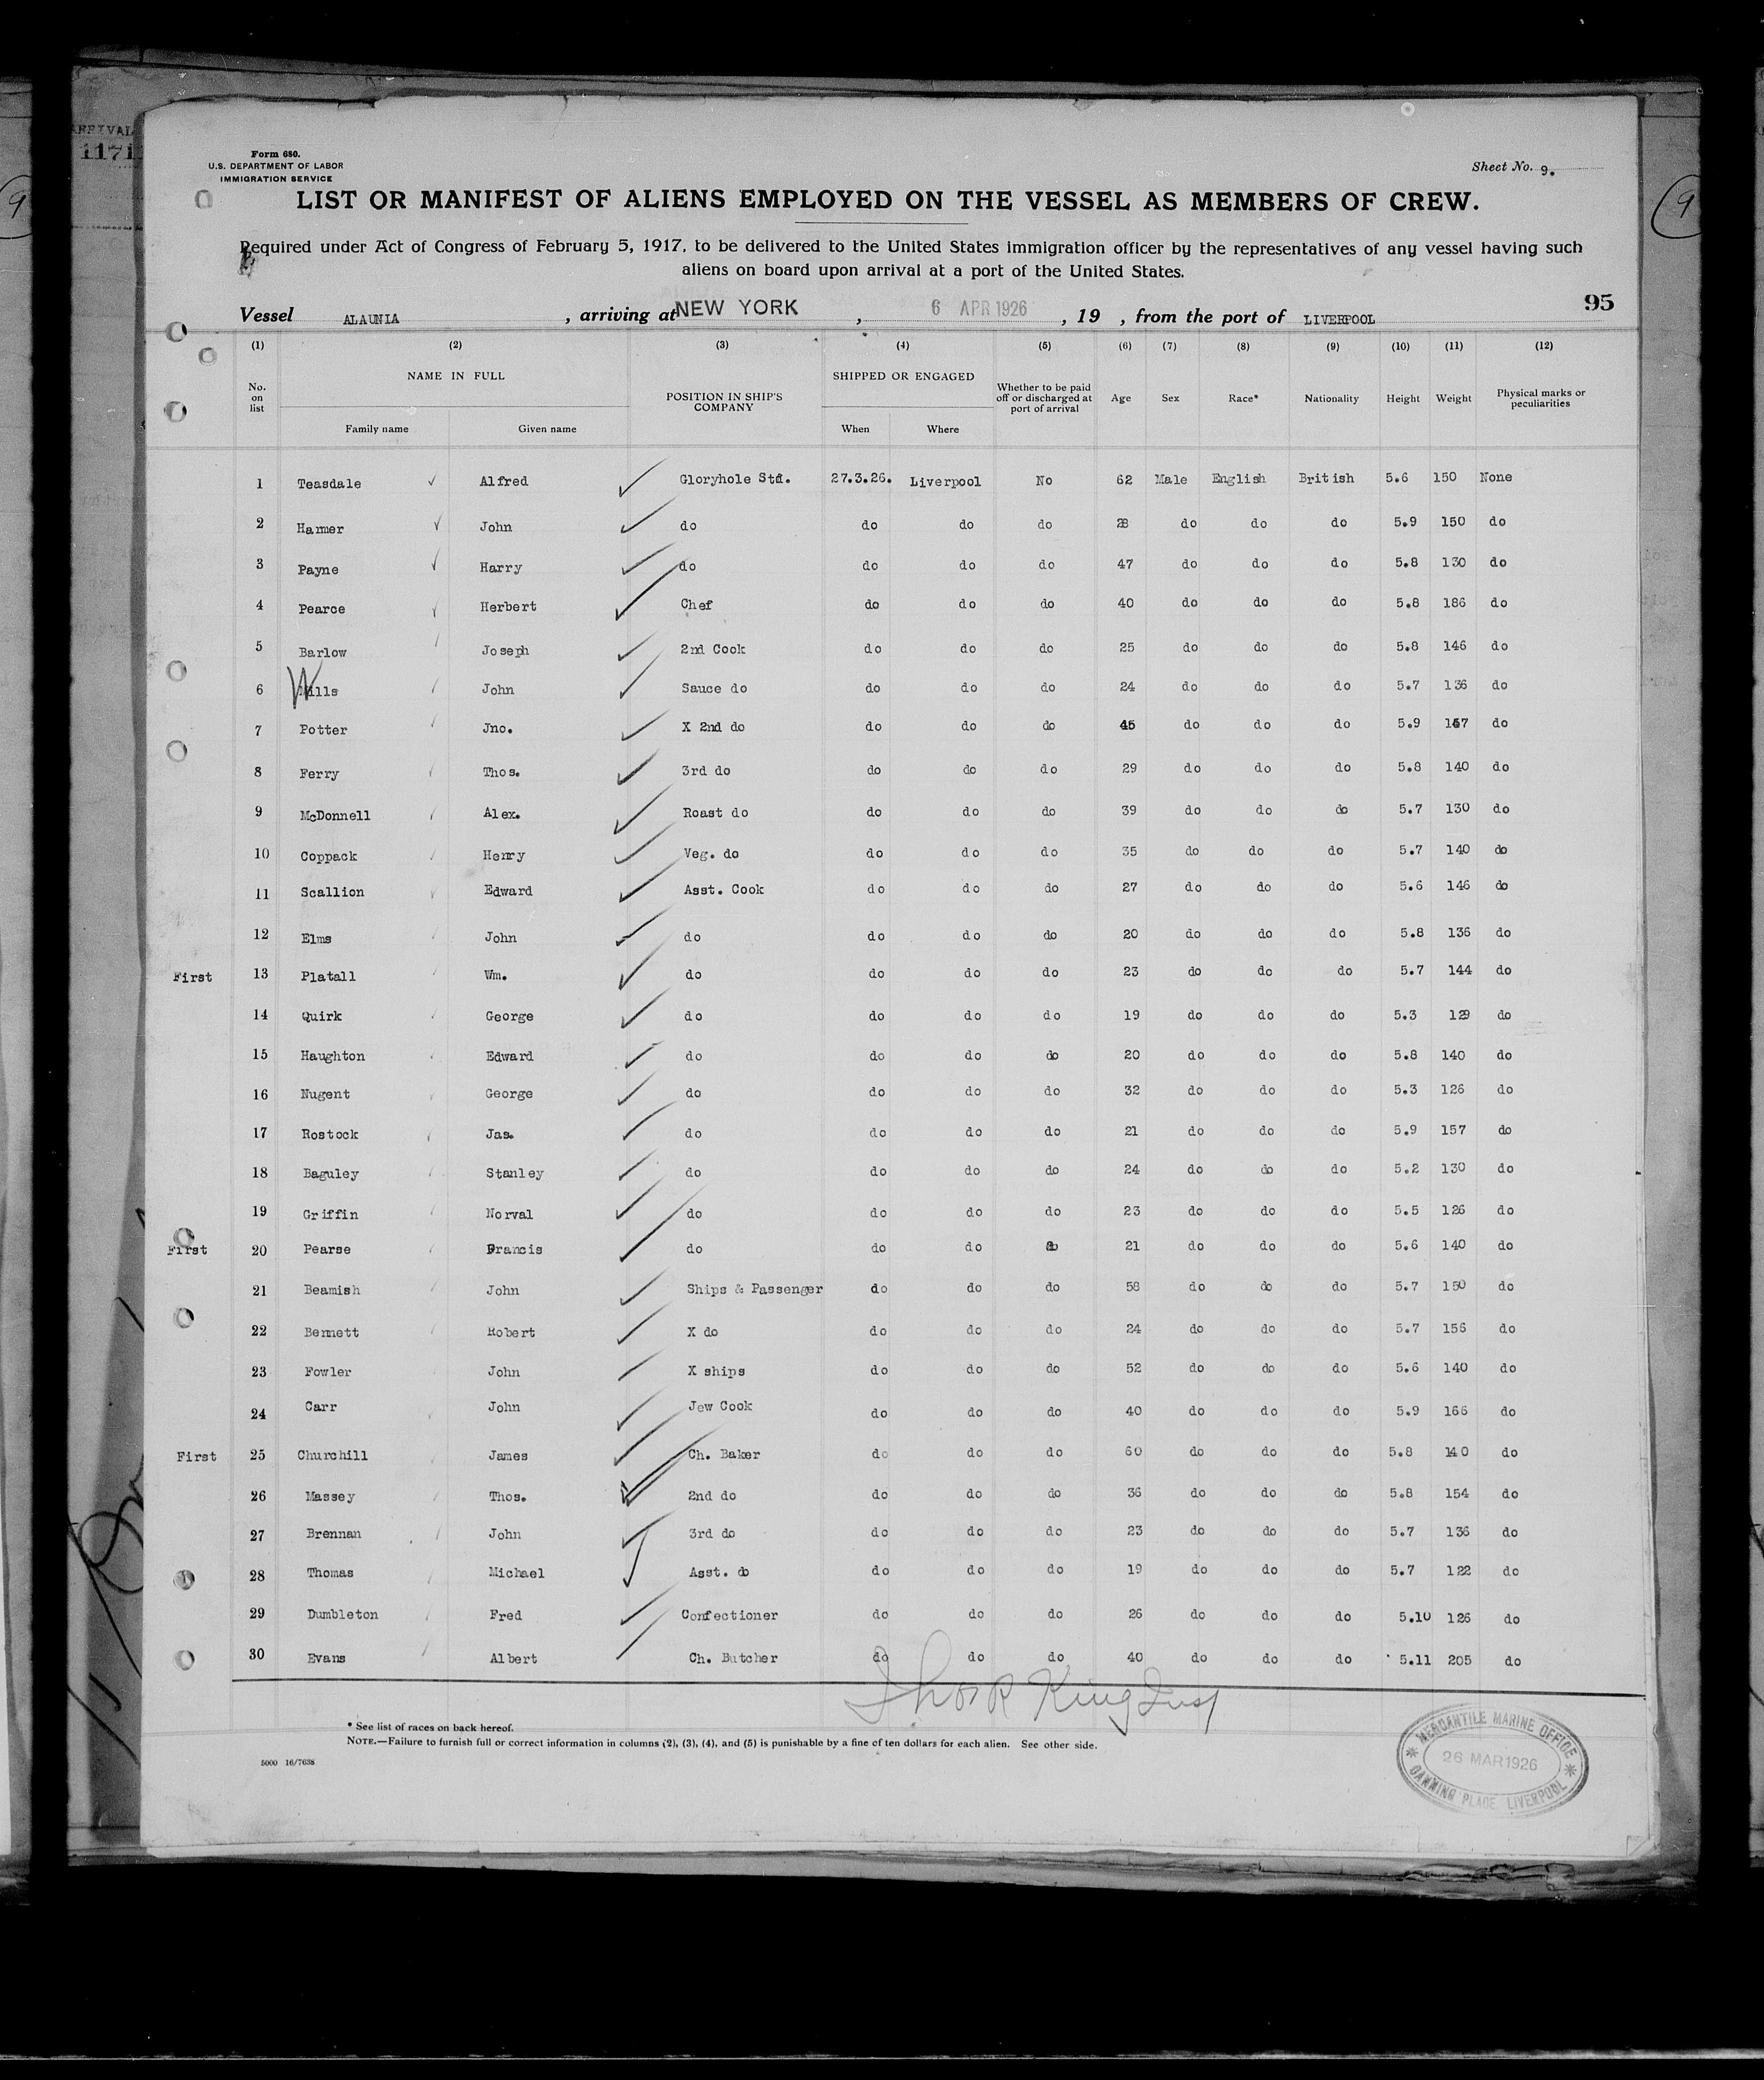 ARRIVAL
1171
9
9
Form 680.
U.S. DEPARTMENT OF LABOR
IMMIGRATION SERVICE
Sheet No. 9.
LIST OR MANIFEST OF ALIENS EMPLOYED ON THE VESSEL AS MEMBERS OF CREW.
Required under Act of Congress of February 5, 1917, to be delivered to the United States immigration officer by the representatives of any vessel having such
aliens on board upon arrival at a port of the United States.
95
Vessel ALAUNIA , arriving at NEW YORK , 6 APR 1926 , 19 , from the port of LIVERPOOL
(1) (2) (3) (4) (5) (6) (7) (8) (9) (10) (11) (12)
No. on list NAME IN FULL Family name Given name POSITION IN SHIP'S COMPANY SHIPPED OR ENGAGED When Where Whether to be paid off or discharged at port of arrival Age Sex Race* Nationality Height Weight Physical marks or peculiarities
1 Teasdale Alfred Gloryhole Std. 27.3.26. Liverpool No 62 Male English British 5.6 150 None
2 Harmer John do do do do do do do 5.9 150 do
3 Payne Harry do do do do 47 do do do 5.8 130 do
4 Pearce Herbert Chef do do do 40 do do do 5.8 186 do
5 Barlow Joseph 2nd Cook do do do 25 do do do 5.8 146 do
6 Wills John Sauce do do do do 24 do do do 5.7 136 do
7 Potter Jno. X 2nd do do do do 45 do do do 5.9 do
8 Ferry Thos. 3rd do do do do 29 do do do 5.8 140 do
9 McDonnell Alex. Roast do do do do 39 do do do 5.7 130 do
10 Coppack Henry Veg. do do do do 35 do do do 5.7 140 do
11 Scallion Edward Asst. Cook do do do 27 do do do 5.6 146 do
12 Elms John do do do do 20 do do do 5.8 136 do
First 13 Platall Wm. do do do do 23 do do do 5.7 144 do
14 Quirk George do do do do 19 do do do 5.3 do
15 Haughton Edward do do do do 20 do do do 5.8 140 do
16 Nugent George do do do do 32 do do do 5.3 126 do
17 Rostock Jas. do do do do 21 do do do 5.9 157 do
18 Baguley Stanley do do do do 24 do do do 5.2 130 do
19 Griffin Norval do do do do 23 do do do 5.5 126 do
First 20 Pearse Francis do do do do 21 do do do 5.6 140 do
21 Beamish John Ships & Passenger do do do 58 do do do 5.7 150 do
22 Bennett Robert X do do do do 24 do do do 5.7 156 do
23 Fowler John X ships do do do 52 do do do 5.6 140 do
24 Carr John Jew Cook do do do 40 do do do 5.9 166 do
First 25 Churchill James Ch. Baker do do do 60 do do do 5.8 140 do
26 Massey Thos. 2nd do do do do 36 do do do 5.8 154 do
27 Brennan John 3rd do do do do 23 do do do 5.7 136 do
28 Thomas Michael Asst. do do do do 19 do do do 5.7 122 do
29 Dumbleton Fred Confectioner do do do 26 do do do 5.10 126 do
30 Evans Albert Ch. Butcher do do do 40 do do do 5.11 205 do
Thos R King
* See list of races on back hereof.
NOTE.—Failure to furnish full or correct information in columns (2), (3), (4), and (5) is punishable by a fine of ten dollars for each alien. See other side.
5000 16/7638
MERCANTILE MARINE OFFICE
26 MAR 1926
CANNING PLACE LIVERPOOL